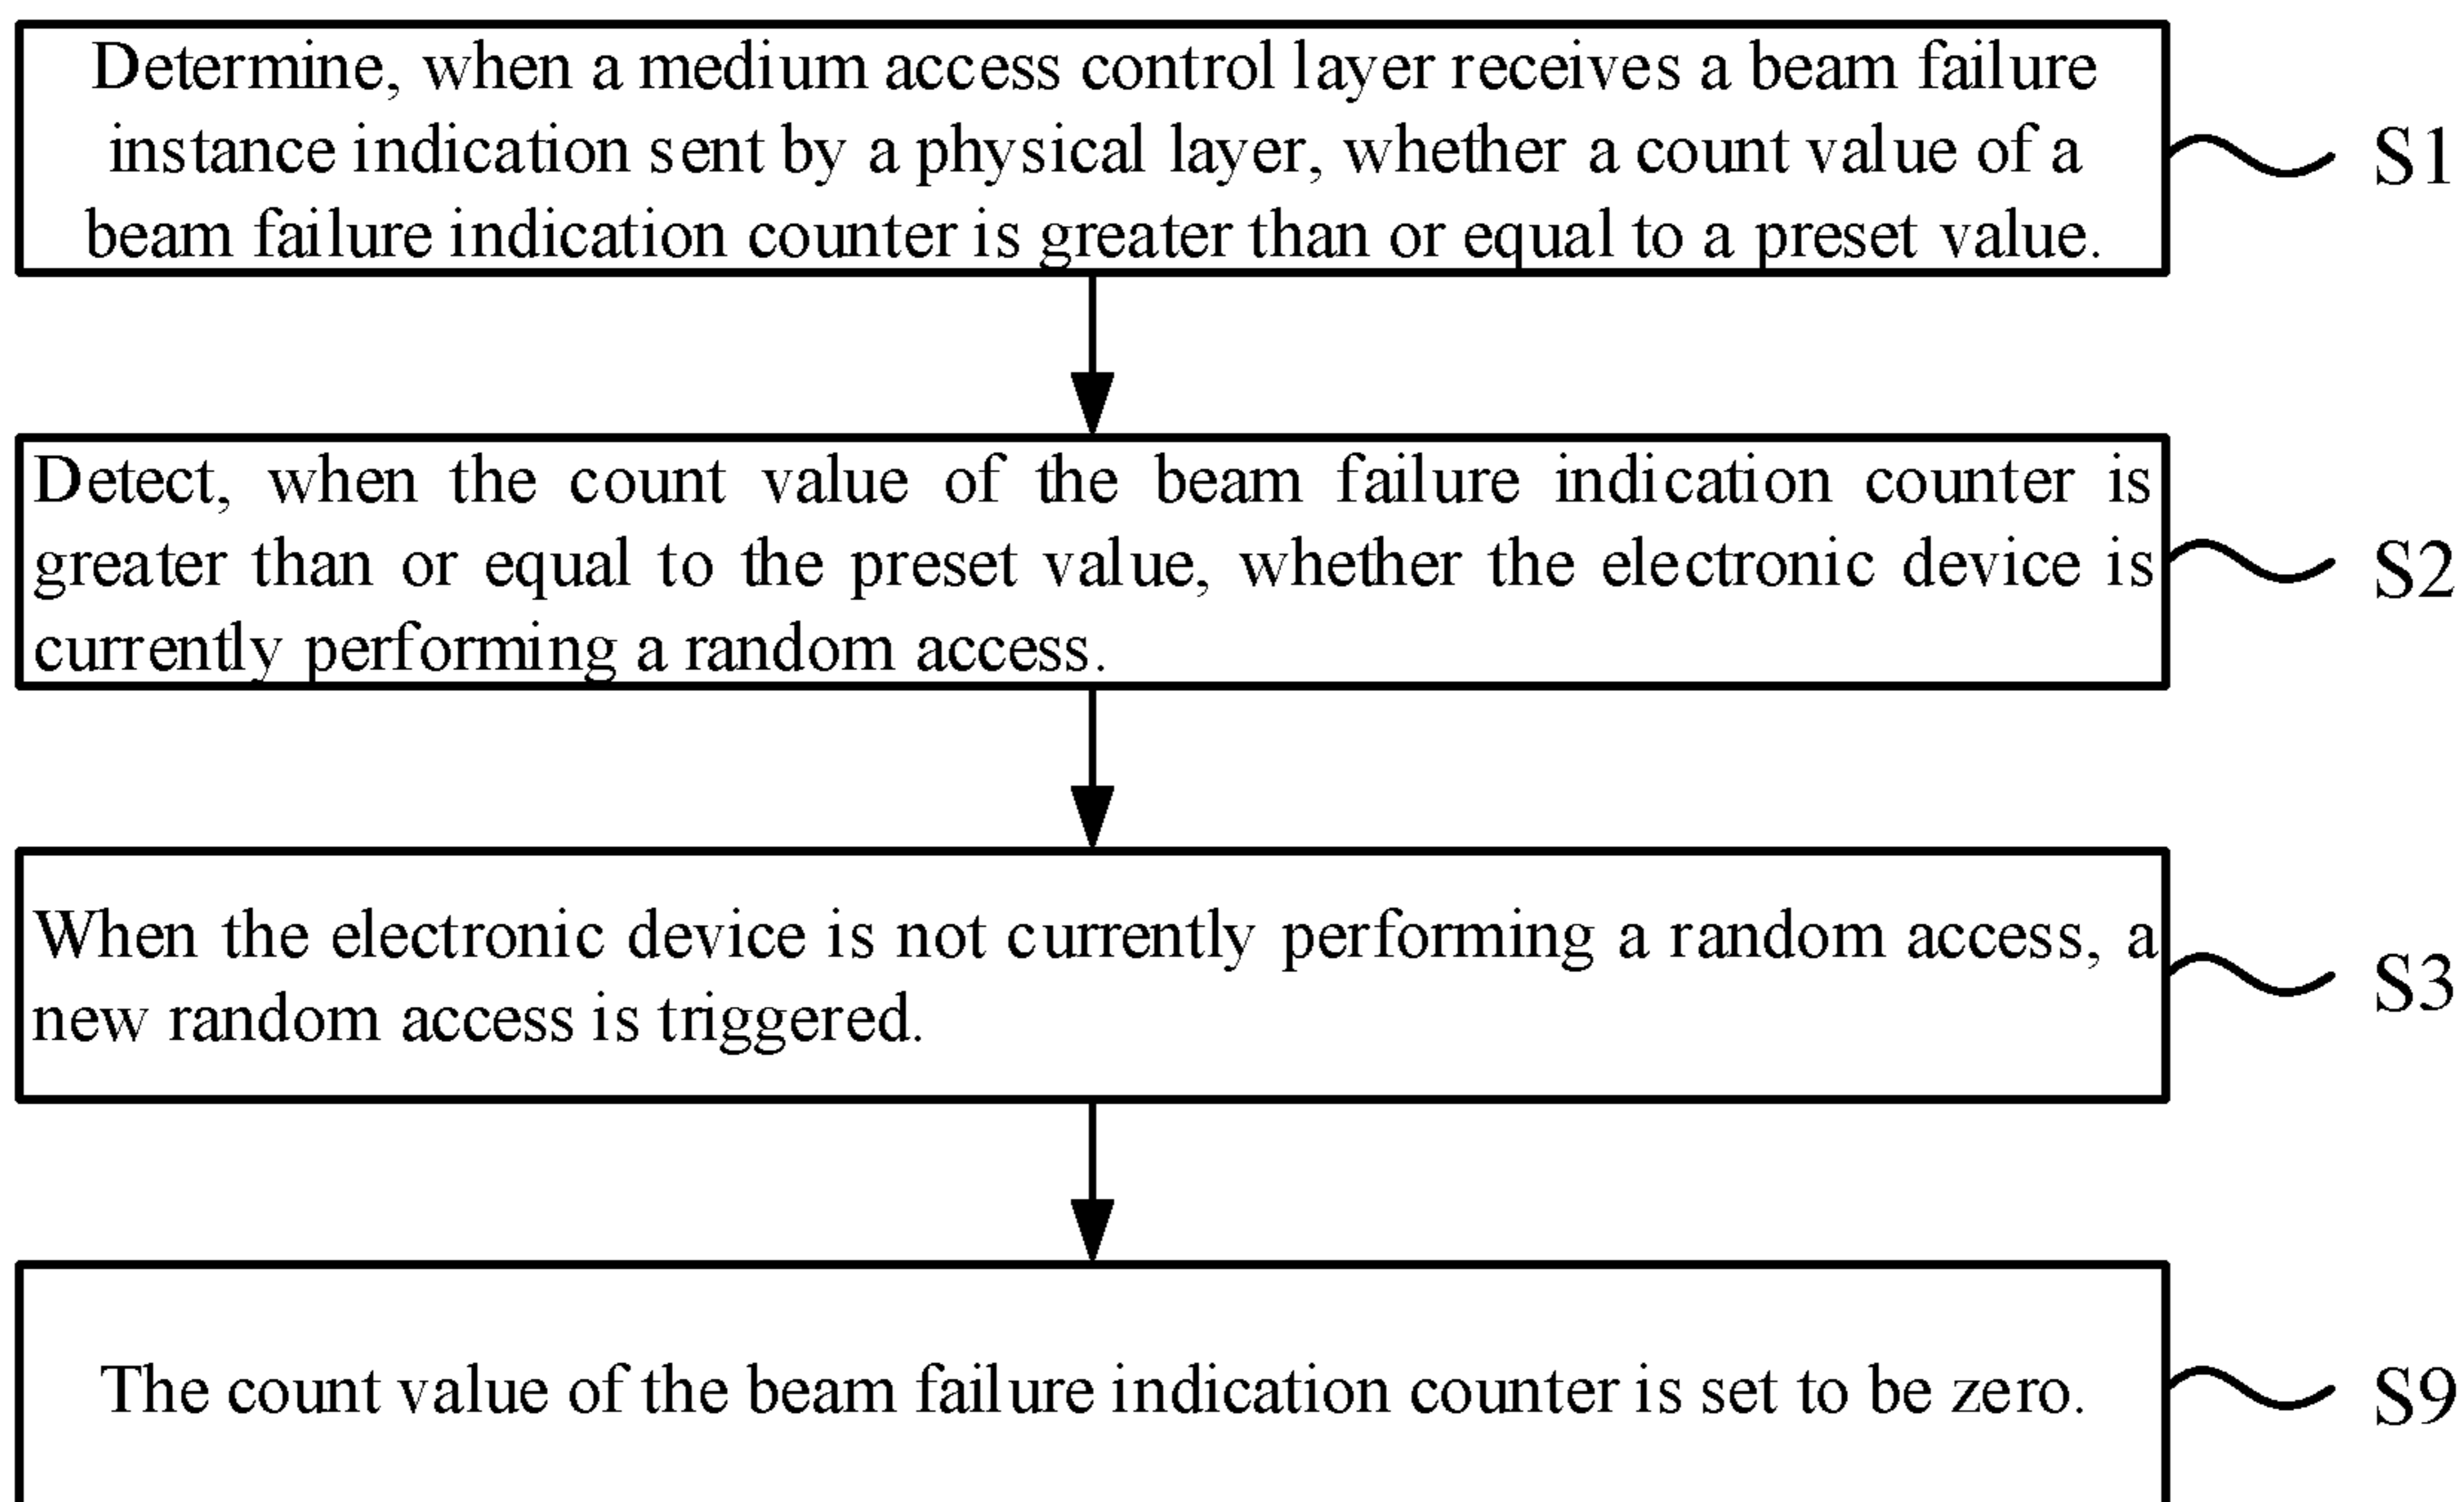 Determine, when a medium access control layer receives a beam failure
instance indication sent by a physical layer, whether a count value of a
beam failure indication counter is greater than or equal to a preset value.
S1
Detect, when the count value of the beam failure indication counter is
greater than or equal to the preset value, whether the electronic device is
currently performing a random access.
S2
When the electronic device is not currently performing a random access, a
new random access is triggered.
S3
The count value of the beam failure indication counter is set to be zero.
S9